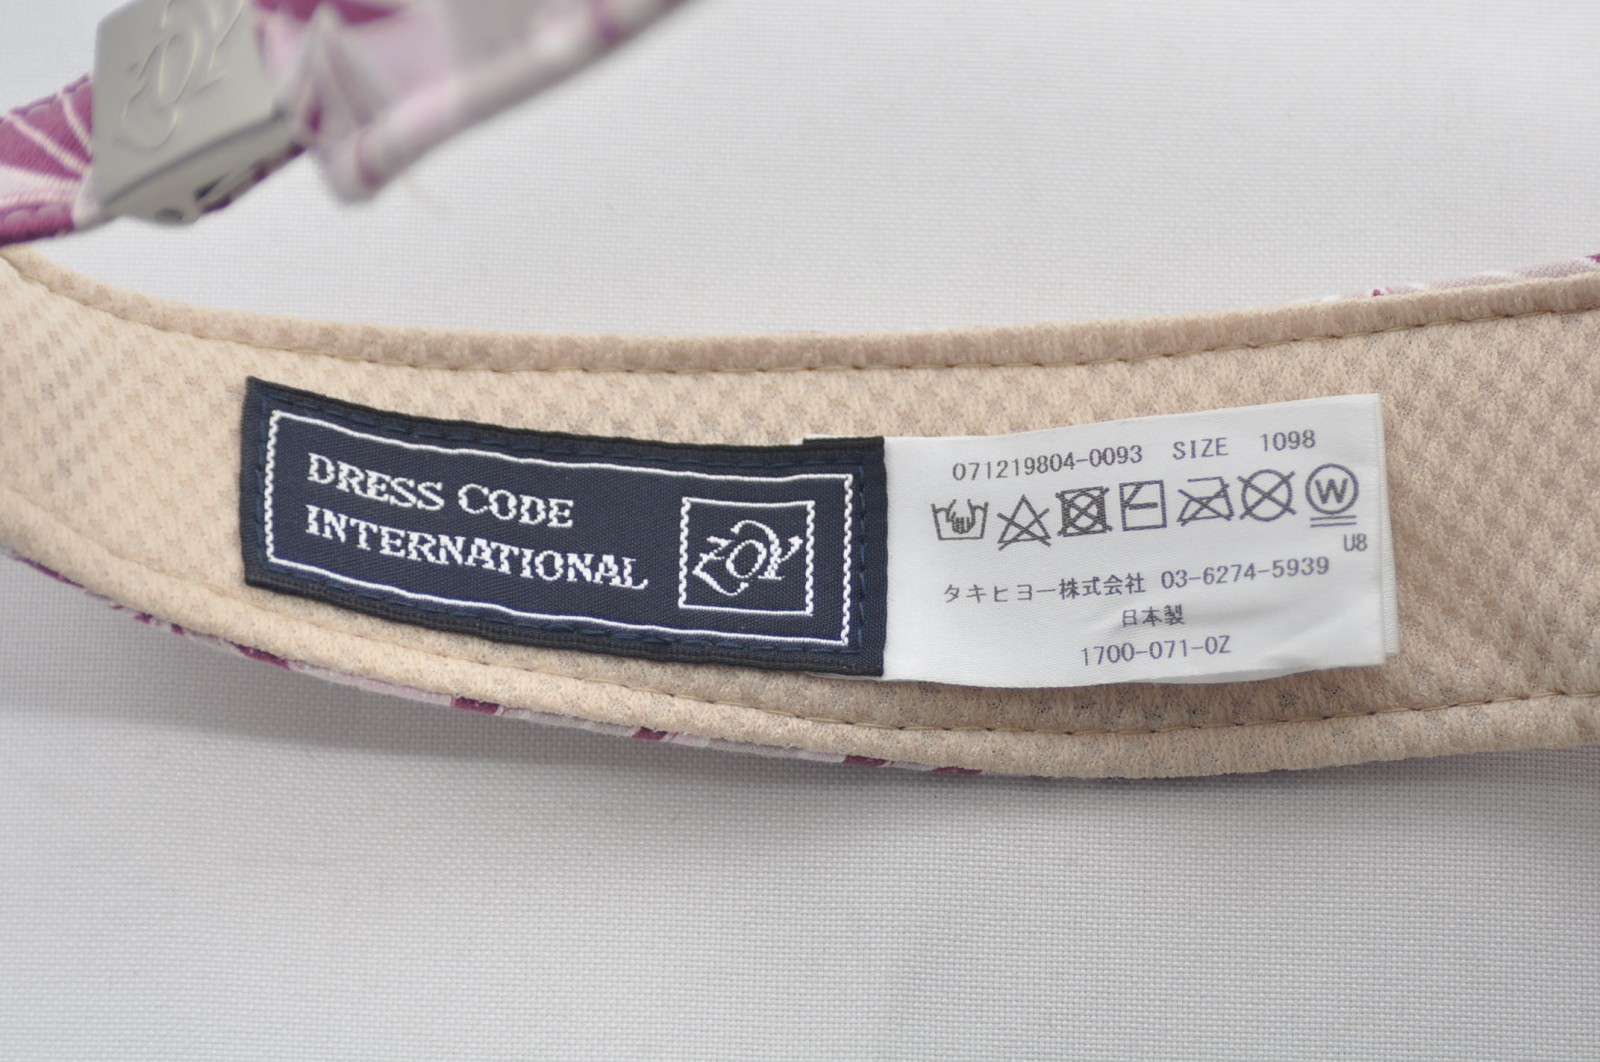 ZOY
DRESS CODE
INTERNATIONAL
ZOY
071219804-0093 SIZE 1098
W
U8
タキヒヨー株式会社 03-6274-5939
日本製
1700-071-0Z